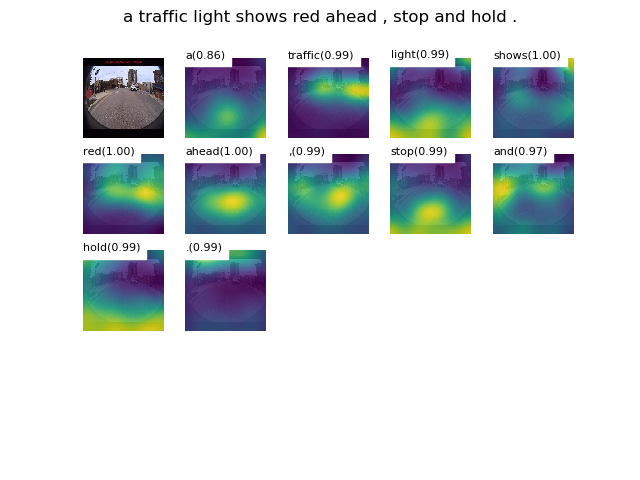 a traffic light shows red ahead , stop and hold .
a(0.86)
traffic(0.99)
light(0.99)
shows(1.00)
red(1.00)
ahead(1.00)
,(0.99)
stop(0.99)
and(0.97)
hold(0.99)
.(0.99)